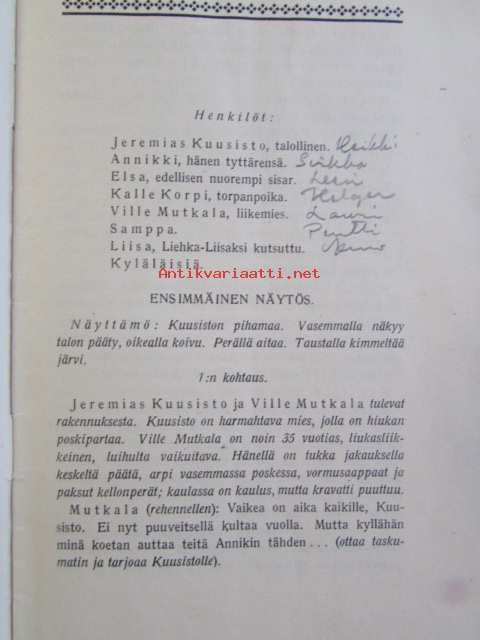 Henkilöt:
Jeremias Kuusisto, talollinen. Heikki
Annikki, hänen tyttärensä. Sirkka
Elsa, edellisen nuorempi sisar.
Kalle Korpi, torpanpoika. Holger
Ville Mutkala, liikemies. Lauri
Samppa. Pentti
Liisa, Liehka-Liisaksi kutsuttu.
Kyläläisiä.
Antikvariaatti.net
ENSIMMÄINEN NÄYTÖS.
Näyttämö: Kuusiston pihamaa. Vasemmalla näkyy
talon pääty, oikealla koivu. Perällä aitaa. Taustalla kimmeltää
järvi.
1:n kohtaus.
Jeremias Kuusisto ja Ville Mutkala tulevat
rakennuksesta. Kuusisto on harmahtava mies, jolla on hiukan
poskipartaa. Ville Mutkala on noin 35 vuotias, liukasliik-
keinen, luihulta vaikuttava. Hänellä on tukka jakauksella
keskeltä päätä, arpi vasemmassa poskessa, vormusaappaat ja
paksut kellonperät; kaulassa on kaulus, mutta kravatti puuttuu.
Mutkala (rehennellen): Vaikea on aika kaikille, Kuu-
sisto. Ei nyt puuveitsellä kultaa vuolla. Mutta kyllähän
minä koetan auttaa teitä Annikin tähden... (ottaa tasku-
matin ja tarjoaa Kuusistolle).